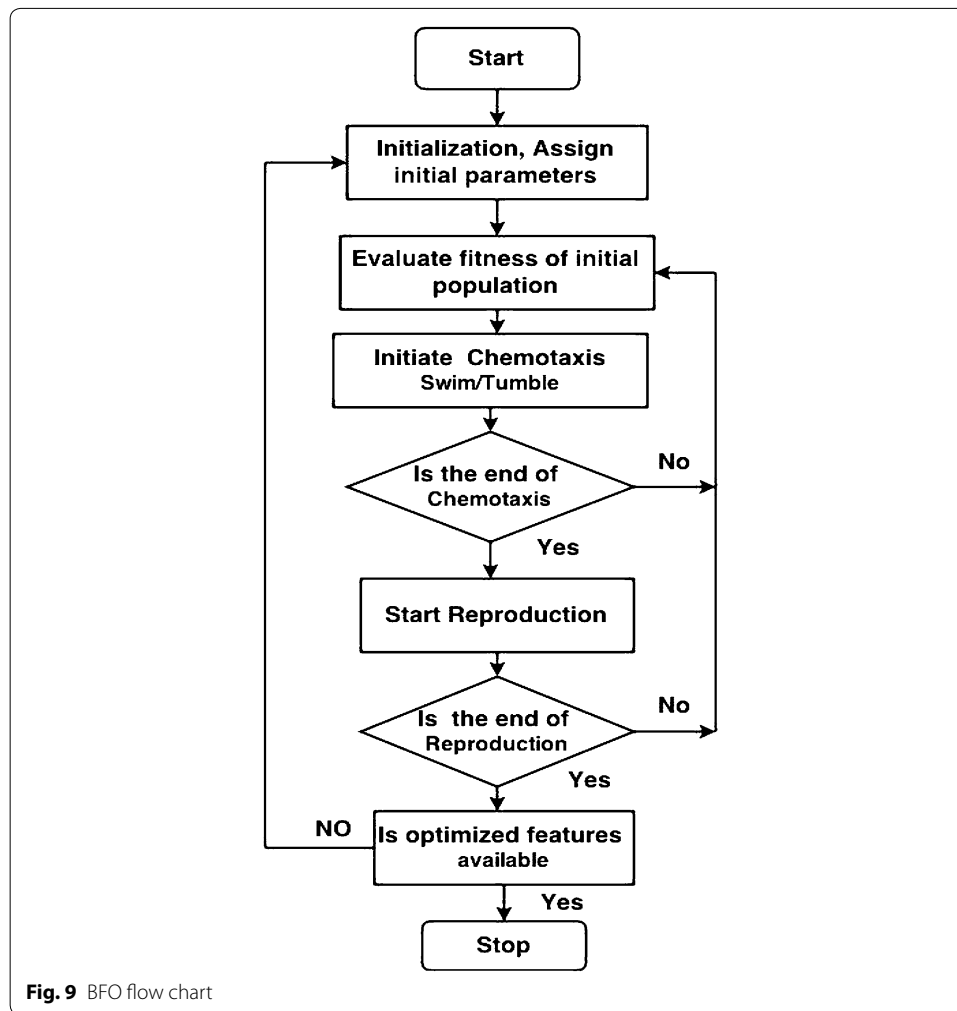 Start
Initialization, Assign
initial parameters
Evaluate fitness of initial
population
Initiate Chemotaxis
Swim/Tumble
Is the end of
Chemotaxis
No
Yes
Start Reproduction
Is the end of
Reproduction
No
Yes
NO
Is optimized features
available
Yes
Stop
Fig. 9 BFO flow chart